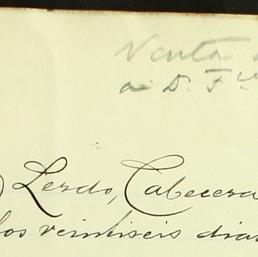 Venta
a D. F
Lerdo, Cabecera
los veintiseis dias